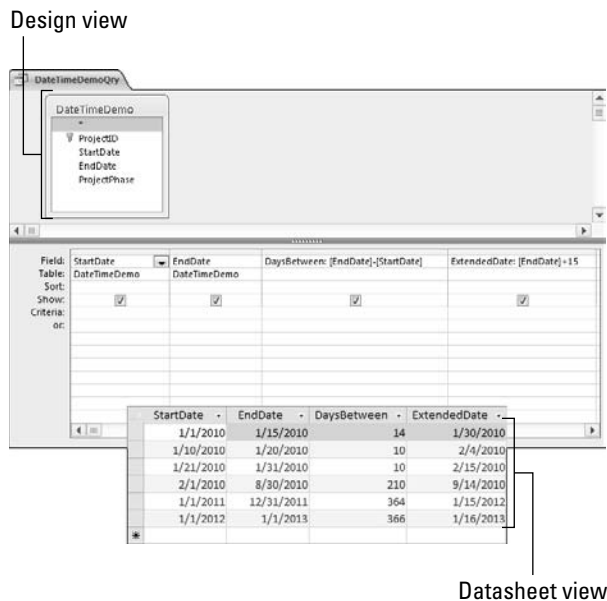 Design view
DateTimeDemoQry
DateTimeDemo
*
ProjectID
StartDate
EndDate
ProjectPhase
Field: StartDate EndDate DaysBetween: [EndDate]-[StartDate] ExtendedDate: [EndDate]+15
Table: DateTimeDemo DateTimeDemo
Sort:
Show:
Criteria:
or:
StartDate EndDate DaysBetween ExtendedDate
1/1/2010 1/15/2010 14 1/30/2010
1/10/2010 1/20/2010 10 2/4/2010
1/21/2010 1/31/2010 10 2/15/2010
2/1/2010 8/30/2010 210 9/14/2010
1/1/2011 12/31/2011 364 1/15/2012
1/1/2012 1/1/2013 366 1/16/2013
*
Datasheet view